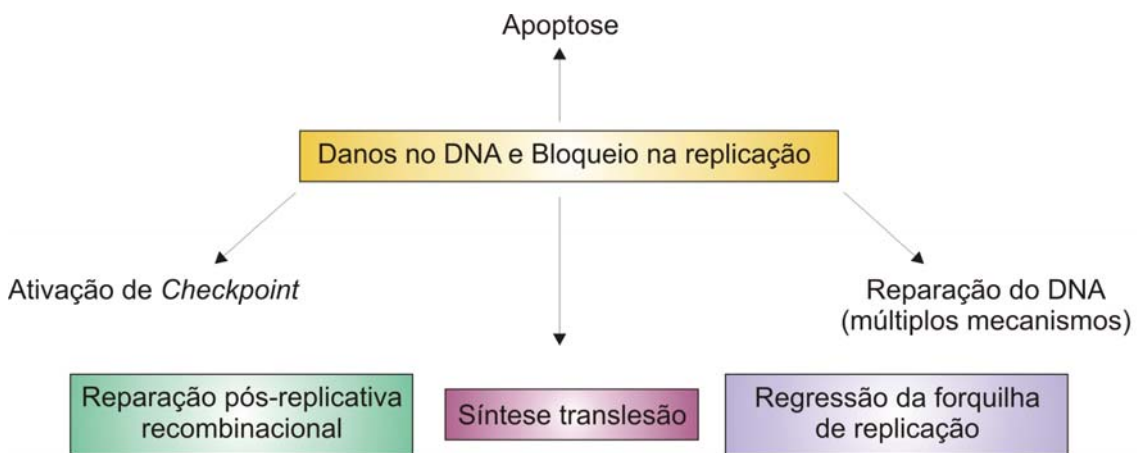 Apoptose
Danos no DNA e Bloqueio na replicação
Ativação de Checkpoint
Reparação do DNA
(múltiplos mecanismos)
Reparação pós-replicativa
recombinacional
Síntese translesão
Regressão da forquilha
de replicação